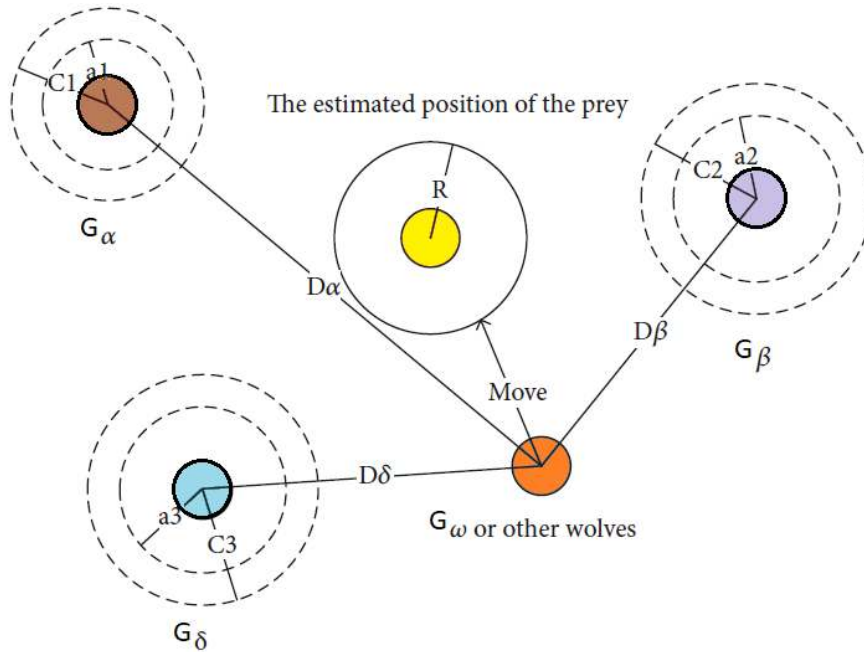 a1
C1
The estimated position of the prey
a2
C2
R
Gα
Dα
Dβ
Gβ
Move
Dδ
a3
C3
Gω or other wolves
Gδ